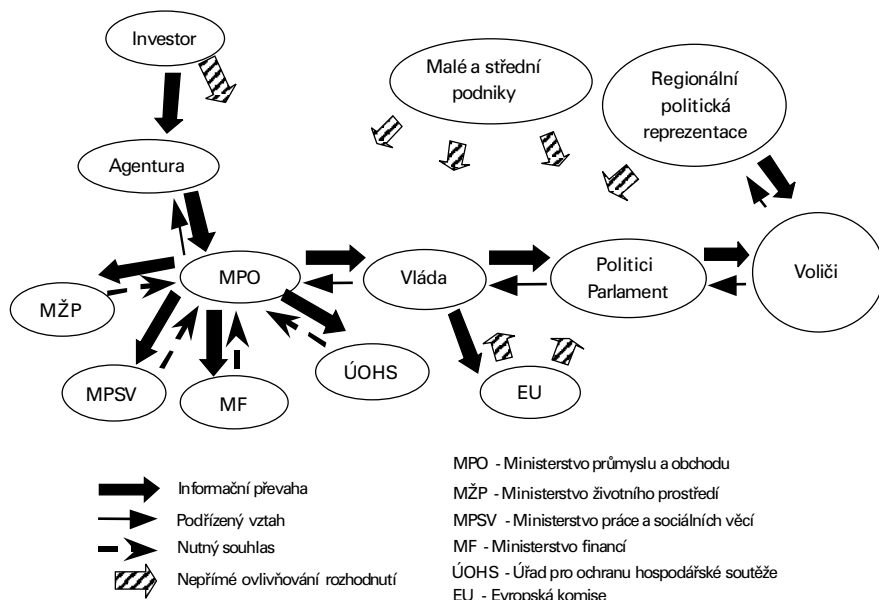 Investor
Malé a střední
podniky
Regionální
politická
reprezentace
Agentura
MPO
Vláda
Politici
Parlament
Voliči
MŽP
MPSV
MF
ÚOHS
EU
Informační převaha
Podřízený vztah
Nutný souhlas
Nepřímé ovlivňování rozhodnutí
MPO - Ministerstvo průmyslu a obchodu
MŽP - Ministerstvo životního prostředí
MPSV - Ministerstvo práce a sociálních věcí
MF - Ministerstvo financí
ÚOHS - Úřad pro ochranu hospodářské soutěže
EU - Evropská komise